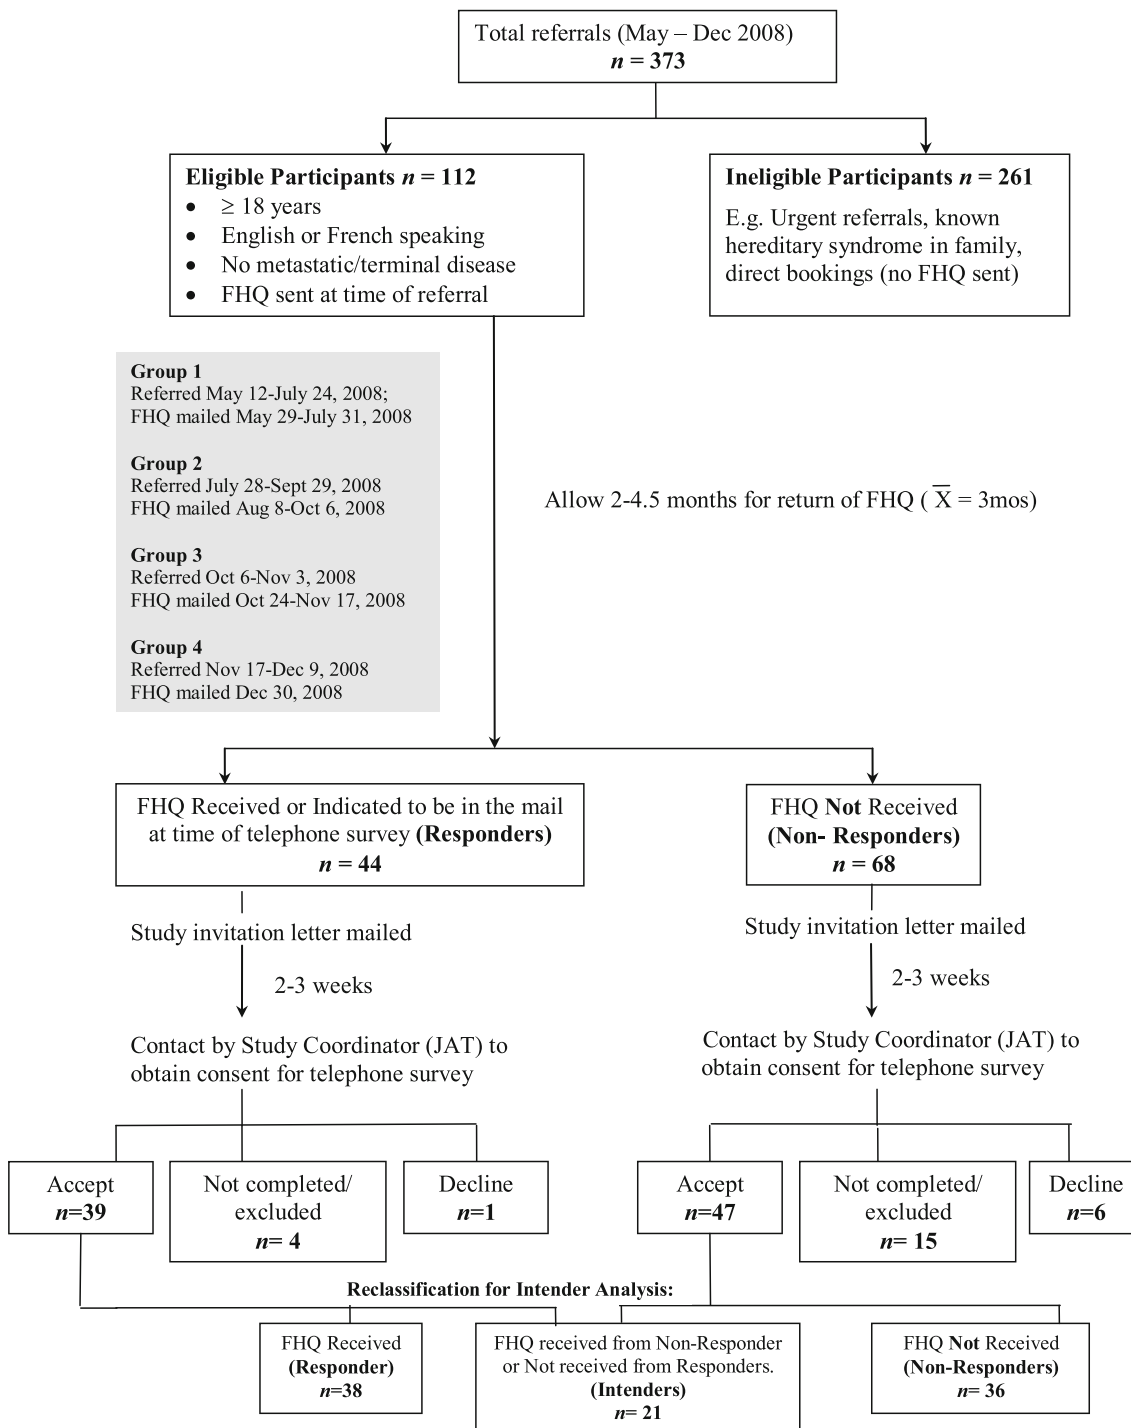 Total referrals (May – Dec 2008)
n = 373
Eligible Participants n = 112
• ≥ 18 years
• English or French speaking
• No metastatic/terminal disease
• FHQ sent at time of referral
Ineligible Participants n = 261
E.g. Urgent referrals, known
hereditary syndrome in family,
direct bookings (no FHQ sent)
Group 1
Referred May 12-July 24, 2008;
FHQ mailed May 29-July 31, 2008
Group 2
Referred July 28-Sept 29, 2008
FHQ mailed Aug 8-Oct 6, 2008
Group 3
Referred Oct 6-Nov 3, 2008
FHQ mailed Oct 24-Nov 17, 2008
Group 4
Referred Nov 17-Dec 9, 2008
FHQ mailed Dec 30, 2008
Allow 2-4.5 months for return of FHQ ( X̅ = 3mos)
FHQ Received or Indicated to be in the mail
at time of telephone survey (Responders)
n = 44
FHQ Not Received
(Non- Responders)
n = 68
Study invitation letter mailed
2-3 weeks
Contact by Study Coordinator (JAT) to
obtain consent for telephone survey
Study invitation letter mailed
2-3 weeks
Contact by Study Coordinator (JAT) to
obtain consent for telephone survey
Accept
n=39
Not completed/
excluded
n= 4
Decline
n=1
Accept
n=47
Not completed/
excluded
n= 15
Decline
n=6
Reclassification for Intender Analysis:
FHQ Received
(Responder)
n=38
FHQ received from Non-Responder
or Not received from Responders.
(Intenders)
n= 21
FHQ Not Received
(Non-Responders)
n= 36